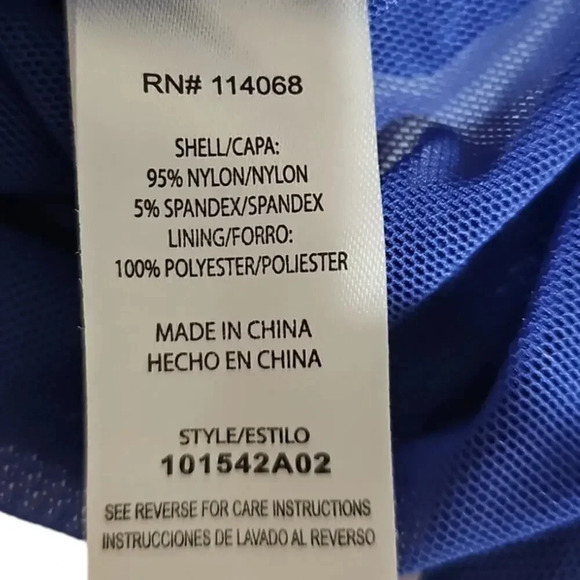 RN# 114068
SHELL/CAPA:
95% NYLON/NYLON
5% SPANDEX/SPANDEX
LINING/FORRO:
100% POLYESTER/POLIESTER
MADE IN CHINA
HECHO EN CHINA
STYLE/ESTILO
101542A02
SEE REVERSE FOR CARE INSTRUCTIONS
INSTRUCCIONES DE LAVADO AL REVERSO